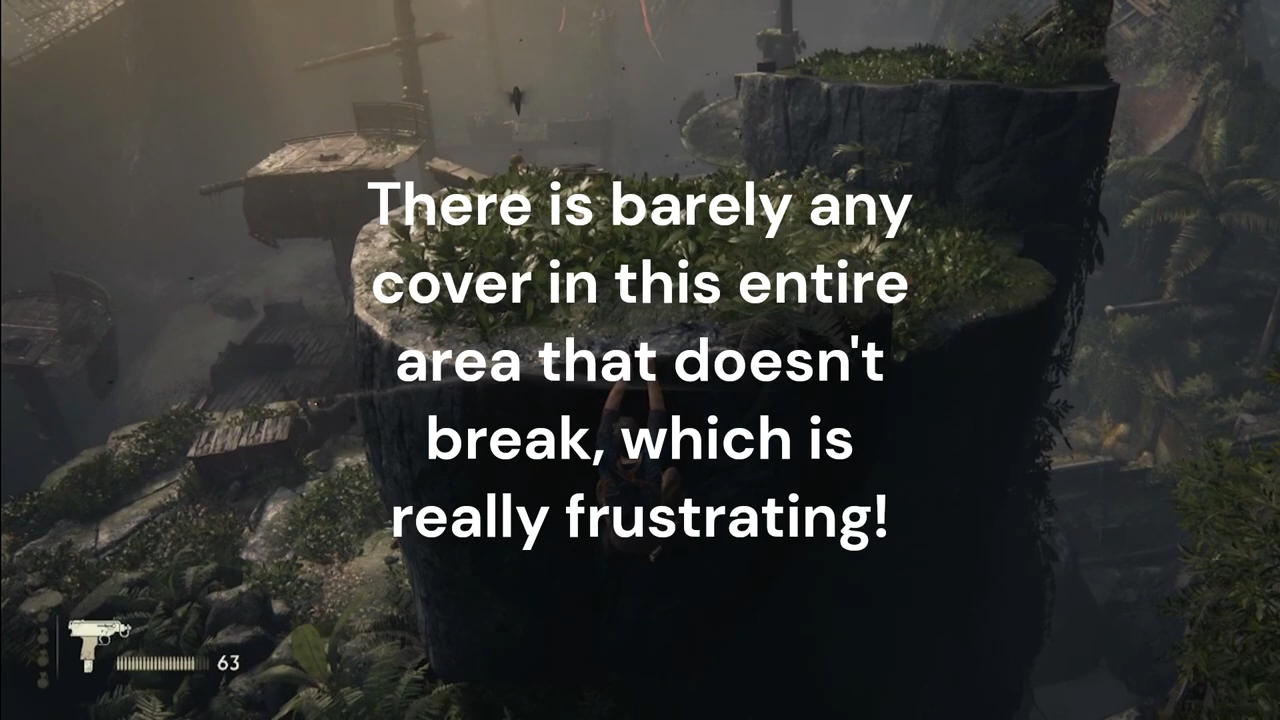 There is barely any
cover in this entire
area that doesn't
break, which is
really frustrating!
63